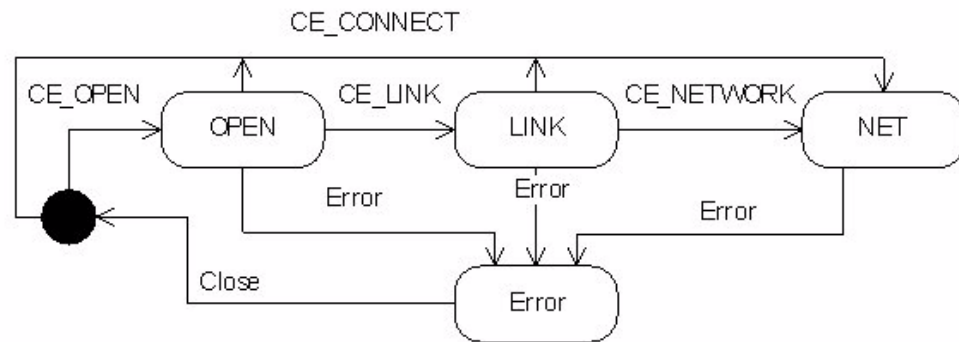 CE_CONNECT
CE_OPEN
CE_LINK
CE_NETWORK
OPEN
LINK
NET
Error
Error
Error
Close
Error